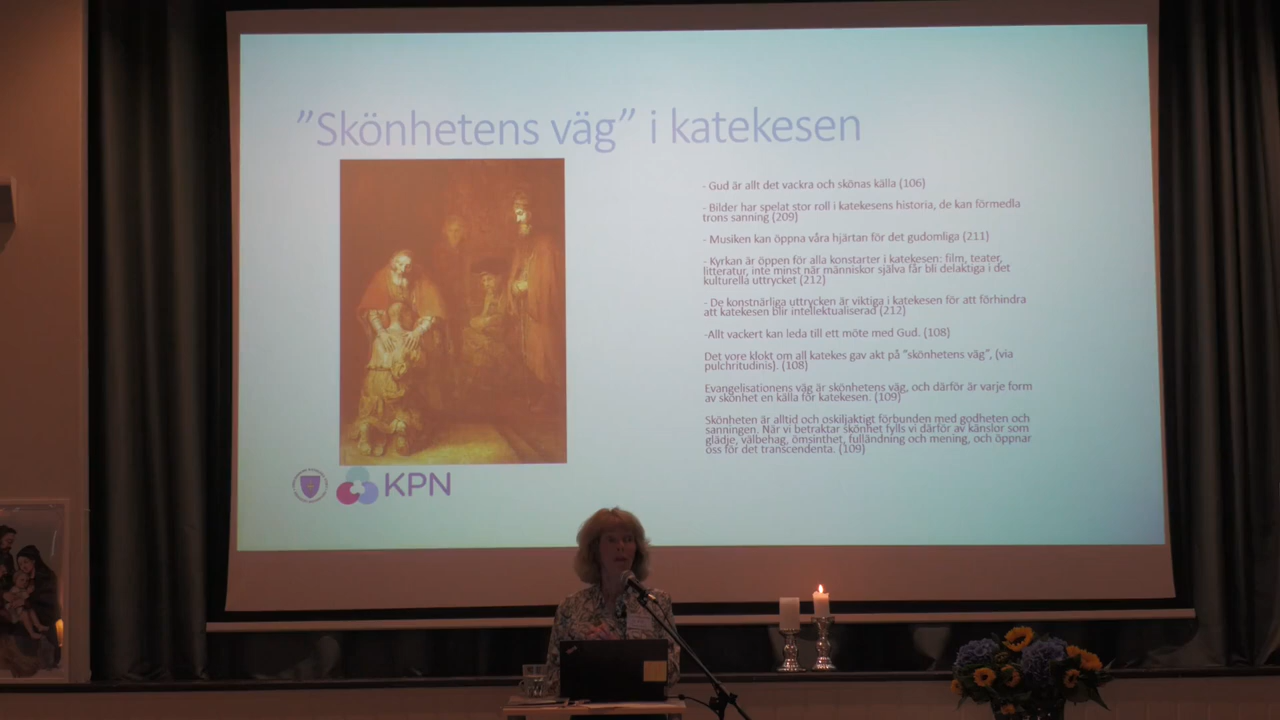 ”Skönhetens väg” i katekesen
- Gud är allt det vackra och skönas källa (106)
- Bilder har spelat stor roll i katekesens historia, de kan förmedla
trons sanning (209)
- Musiken kan öppna våra hjärtan för det gudomliga (211)
- Kyrkan är öppen för alla konstarter i katekesen: film, teater,
litteratur, inte minst när människor själva får bli delaktiga i det
kulturella uttrycket (212)
- De konstnärliga uttrycken är viktiga i katekesen för att förhindra
att katekesen blir intellektualiserad (212)
-Allt vackert kan leda till ett möte med Gud. (108)
Det vore klokt om all katekes gav akt på ”skönhetens väg”, (via
pulchritudinis). (108)
Evangelisationens väg är skönhetens väg, och därför är varje form
av skönhet en källa för katekesen. (109)
Skönheten är alltid och oskiljaktigt förbunden med godheten och
sanningen. När vi betraktar skönhet fylls vi därför av känslor som
glädje, välbehag, ömsinthet, fulländning och mening, och öppnar
oss för det transcendenta. (109)
KPN